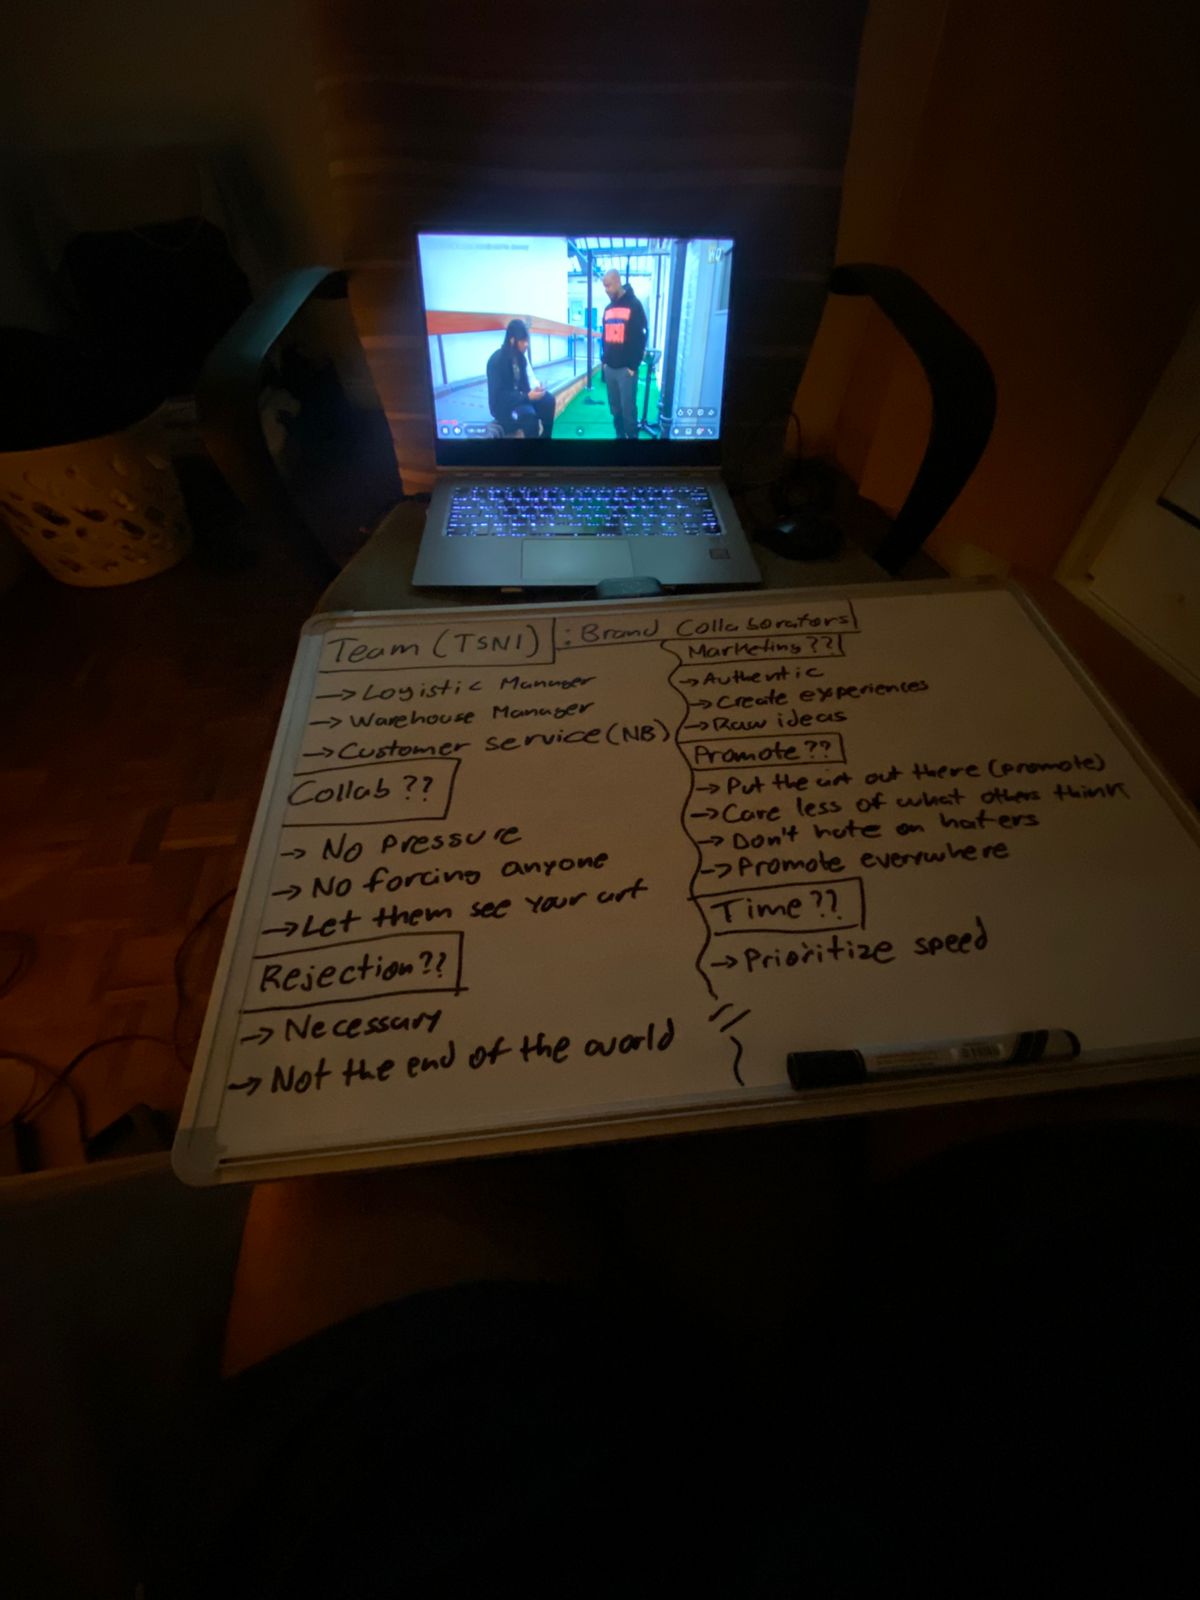 Team (TSNI) : Brand Collaborators
→ Logistic Manager
→ Warehouse Manager
→ Customer service (NB)
Collab ??
→ No pressure
→ No forcing anyone
→ Let them see your art
Rejection??
→ Necessary
→ Not the end of the world
Marketing??
→ Authentic
→ Create experiences
→ Raw ideas
Promote??
→ Put the art out there (promote)
→ Care less of what others think
→ Don't hate on haters
→ Promote everywhere
Time??
→ Prioritize speed